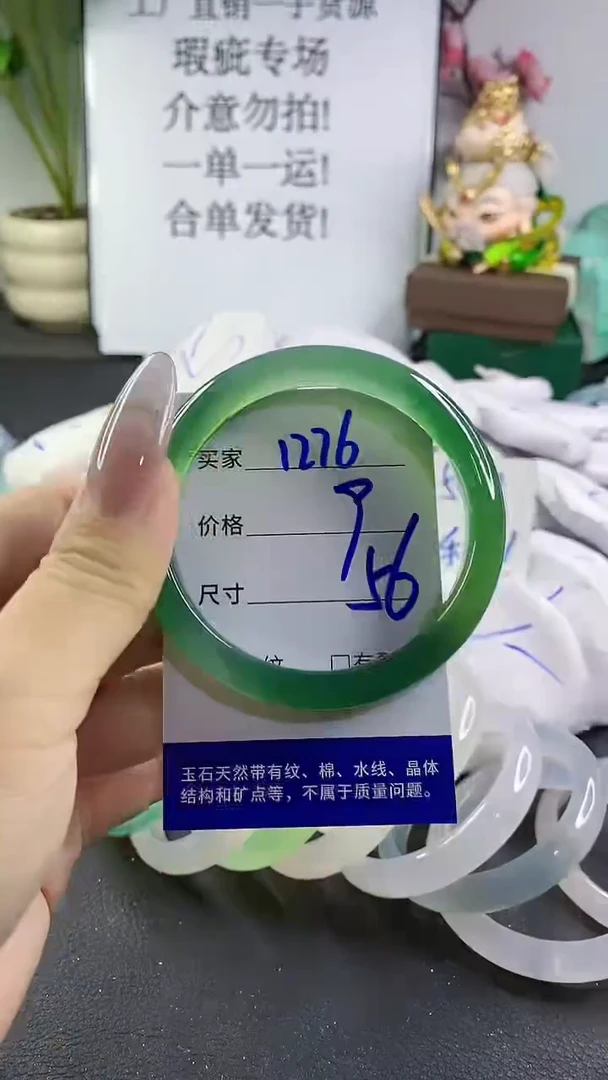 工厂直销一手货源
瑕疵专场
介意勿拍!
一单一运!
合单发货!
买家 1276
价格
尺寸 56
纹 □有
玉石天然带有纹、棉、水线、晶体
结构和矿点等，不属于质量问题。